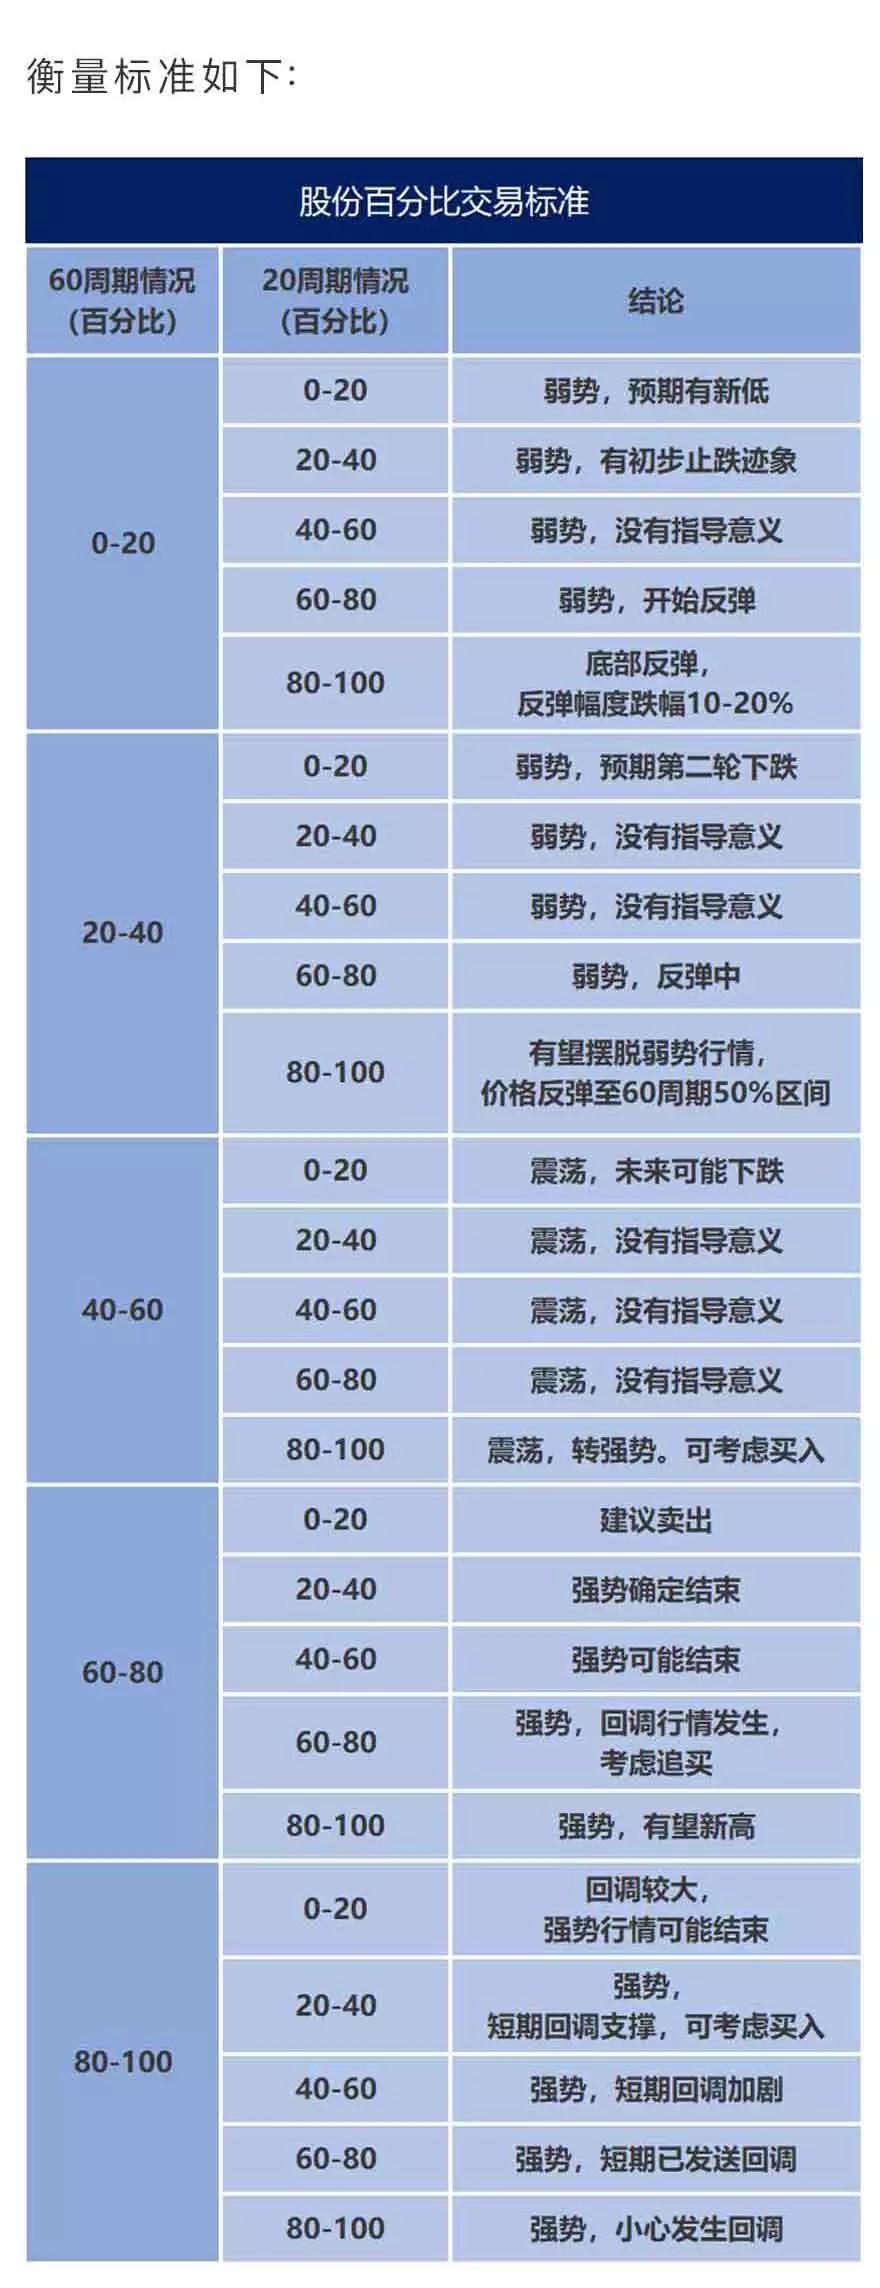 衡量标准如下：
股份百分比交易标准
60周期情况
（百分比）
20周期情况
（百分比）
结论
0-20
0-20
弱势，预期有新低
20-40
弱势，有初步止跌迹象
40-60
弱势，没有指导意义
60-80
弱势，开始反弹
80-100
底部反弹，
反弹幅度跌幅10-20%
20-40
0-20
弱势，预期第二轮下跌
20-40
弱势，没有指导意义
40-60
弱势，没有指导意义
60-80
弱势，反弹中
80-100
有望摆脱弱势行情，
价格反弹至60周期50%区间
40-60
0-20
震荡，未来可能下跌
20-40
震荡，没有指导意义
40-60
震荡，没有指导意义
60-80
震荡，没有指导意义
80-100
震荡，转强势。可考虑买入
60-80
0-20
建议卖出
20-40
强势确定结束
40-60
强势可能结束
60-80
强势，回调行情发生，
考虑追买
80-100
强势，有望新高
80-100
0-20
回调较大，
强势行情可能结束
20-40
强势，
短期回调支撑，可考虑买入
40-60
强势，短期回调加剧
60-80
强势，短期已发送回调
80-100
强势，小心发生回调